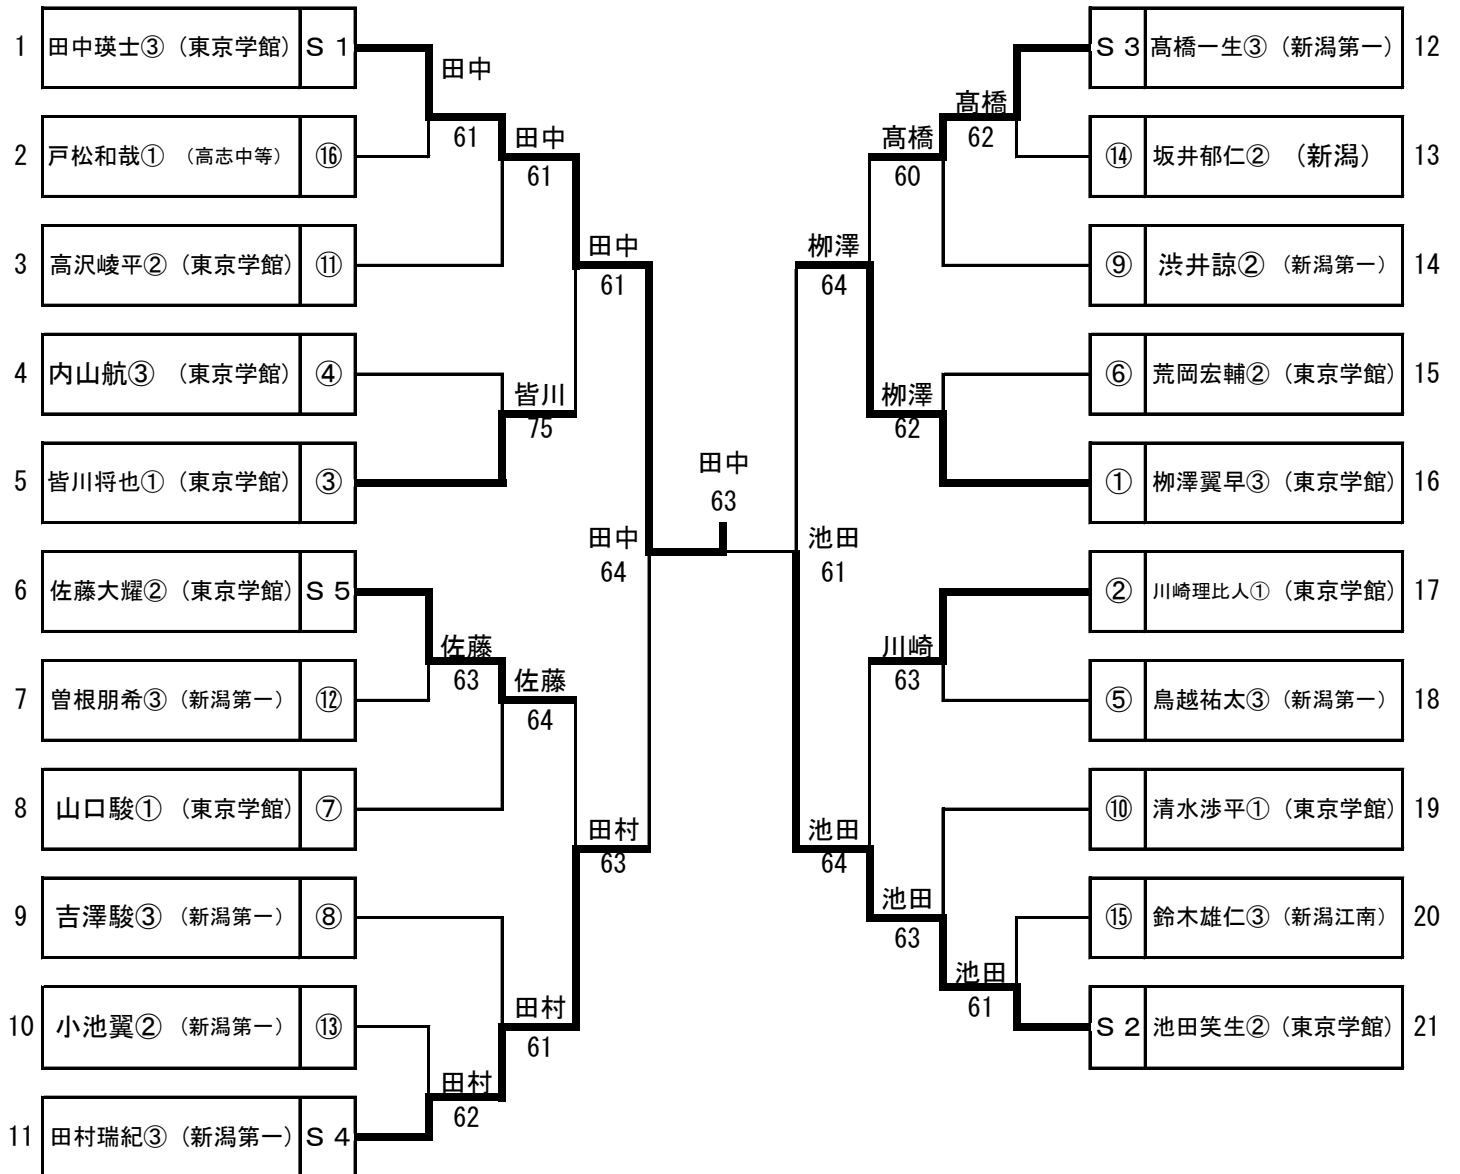 1 田中瑛士③ (東京学館) S 1
2 戸松和哉① (高志中等) ⑯
3 高沢崚平② (東京学館) ⑪
4 内山航③ (東京学館) ④
5 皆川将也① (東京学館) ③
6 佐藤大耀② (東京学館) S 5
7 曽根朋希③ (新潟第一) ⑫
8 山口駿① (東京学館) ⑦
9 吉澤駿③ (新潟第一) ⑧
10 小池翼② (新潟第一) ⑬
11 田村瑞紀③ (新潟第一) S 4
田中
61
佐藤
63
田村
62
田中
61
皆川
75
佐藤
64
田村
61
田中
61
田村
63
田中
64
田中
63
池田
61
柳澤
64
池田
64
髙橋
60
柳澤
62
川崎
63
池田
63
髙橋
62
池田
61
S 3 髙橋一生③ (新潟第一) 12
⑭ 坂井郁仁② (新潟) 13
⑨ 渋井諒② (新潟第一) 14
⑥ 荒岡宏輔② (東京学館) 15
① 柳澤翼早③ (東京学館) 16
② 川崎理比人① (東京学館) 17
⑤ 鳥越祐太③ (新潟第一) 18
⑩ 清水渉平① (東京学館) 19
⑮ 鈴木雄仁③ (新潟江南) 20
S 2 池田笑生② (東京学館) 21